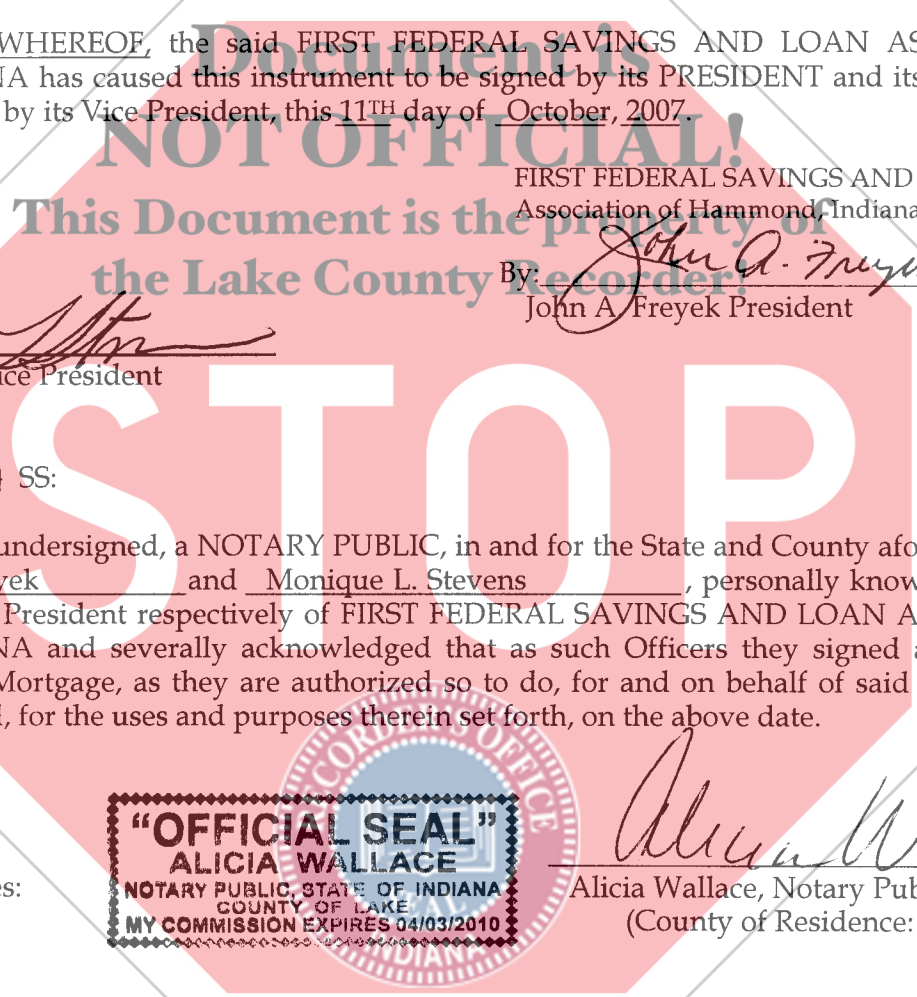 WHEREOF, the said FIRST FEDERAL SAVINGS AND LOAN AS
NA has caused this instrument to be signed by its PRESIDENT and its
by its Vice President, this 11TH day of October, 2007.
Document is
NOT OFFICIAL!
This Document is the property of
the Lake County Recorder!
FIRST FEDERAL SAVINGS AND
Association of Hammond, Indiana
By: John A. Freyek
John A. Freyek President
ice President
STOP
SS:
undersigned, a NOTARY PUBLIC, in and for the State and County afo
yek and Monique L. Stevens, personally know
President respectively of FIRST FEDERAL SAVINGS AND LOAN A
NA and severally acknowledged that as such Officers they signed a
Mortgage, as they are authorized so to do, for and on behalf of said
, for the uses and purposes therein set forth, on the above date.
RECORDER'S OFFICE
SEAL
INDIANA
"OFFICIAL SEAL"
ALICIA WALLACE
NOTARY PUBLIC, STATE OF INDIANA
COUNTY OF LAKE
MY COMMISSION EXPIRES 04/03/2010
Alicia W
es:
Alicia Wallace, Notary Pub
(County of Residence: